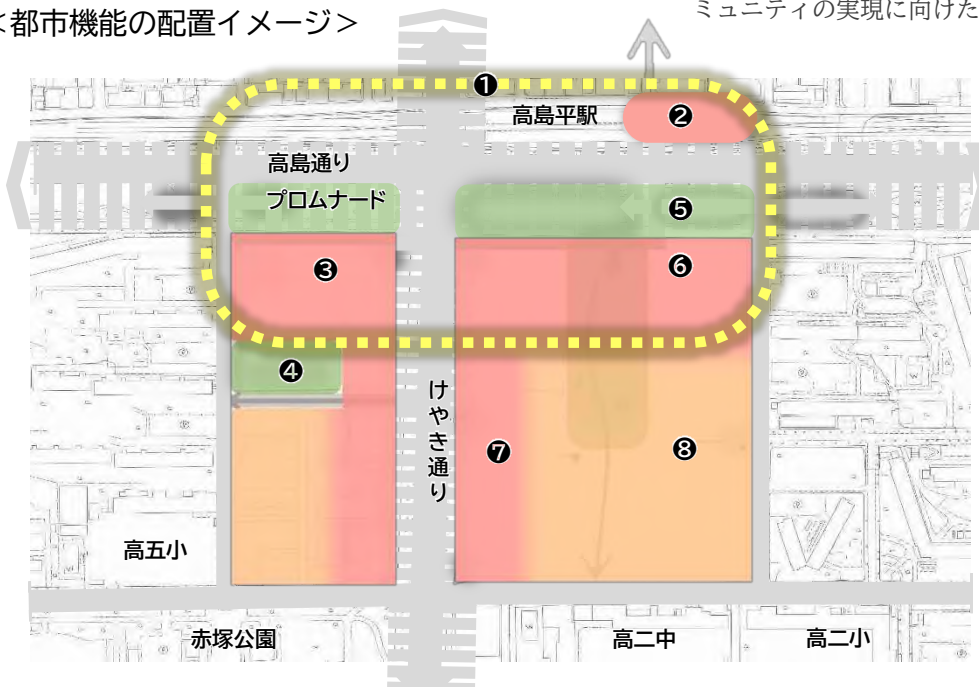 ミュニティの実現に向けた
<都市機能の配置イメージ>
❶
高島平駅
❷
高島通り
プロムナード
❺
❸
❻
❹
けやき通り
❼
❽
高五小
赤塚公園
高二中
高二小